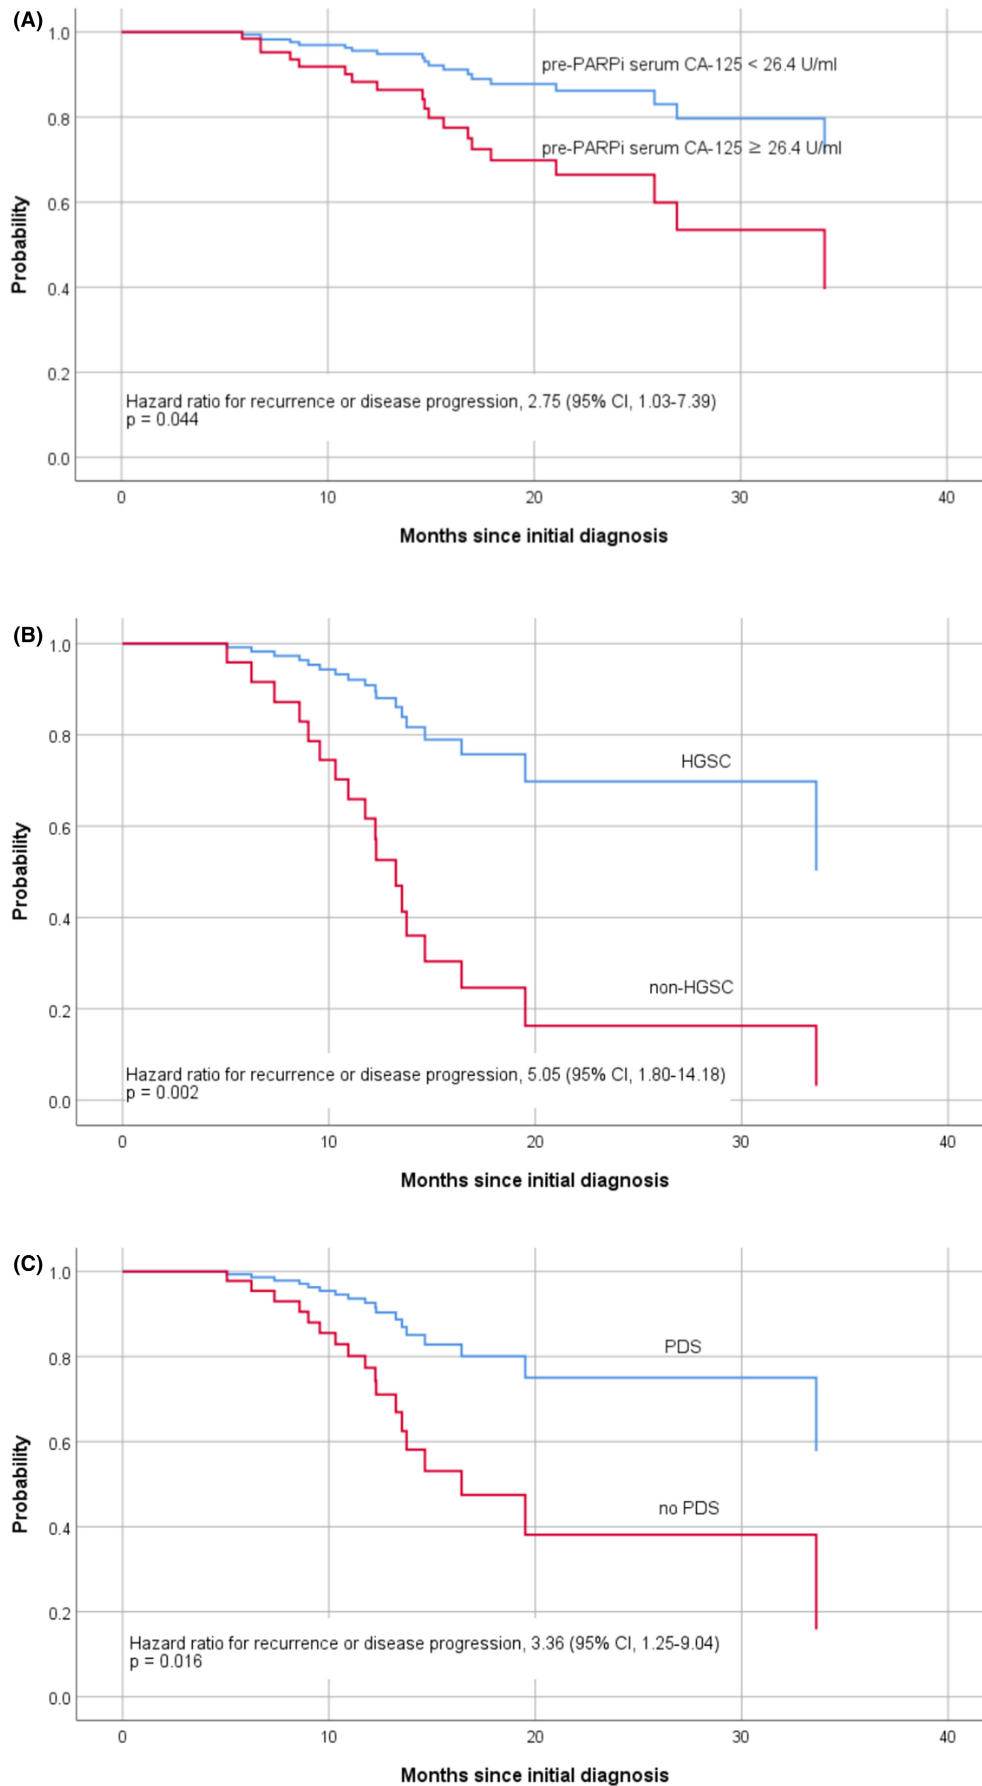 (A)
1.0
pre-PARPi serum CA-125 < 26.4 U/ml
0.8
pre-PARPi serum CA-125 ≥ 26.4 U/ml
0.6
Probability
0.4
0.2
Hazard ratio for recurrence or disease progression, 2.75 (95% CI, 1.03-7.39)
p = 0.044
0.0
0 10 20 30 40
Months since initial diagnosis
(B)
1.0
0.8
HGSC
0.6
Probability
0.4
non-HGSC
0.2
Hazard ratio for recurrence or disease progression, 5.05 (95% CI, 1.80-14.18)
p = 0.002
0.0
0 10 20 30 40
Months since initial diagnosis
(C)
1.0
PDS
0.8
0.6
Probability
no PDS
0.4
0.2
Hazard ratio for recurrence or disease progression, 3.36 (95% CI, 1.25-9.04)
p = 0.016
0.0
0 10 20 30 40
Months since initial diagnosis